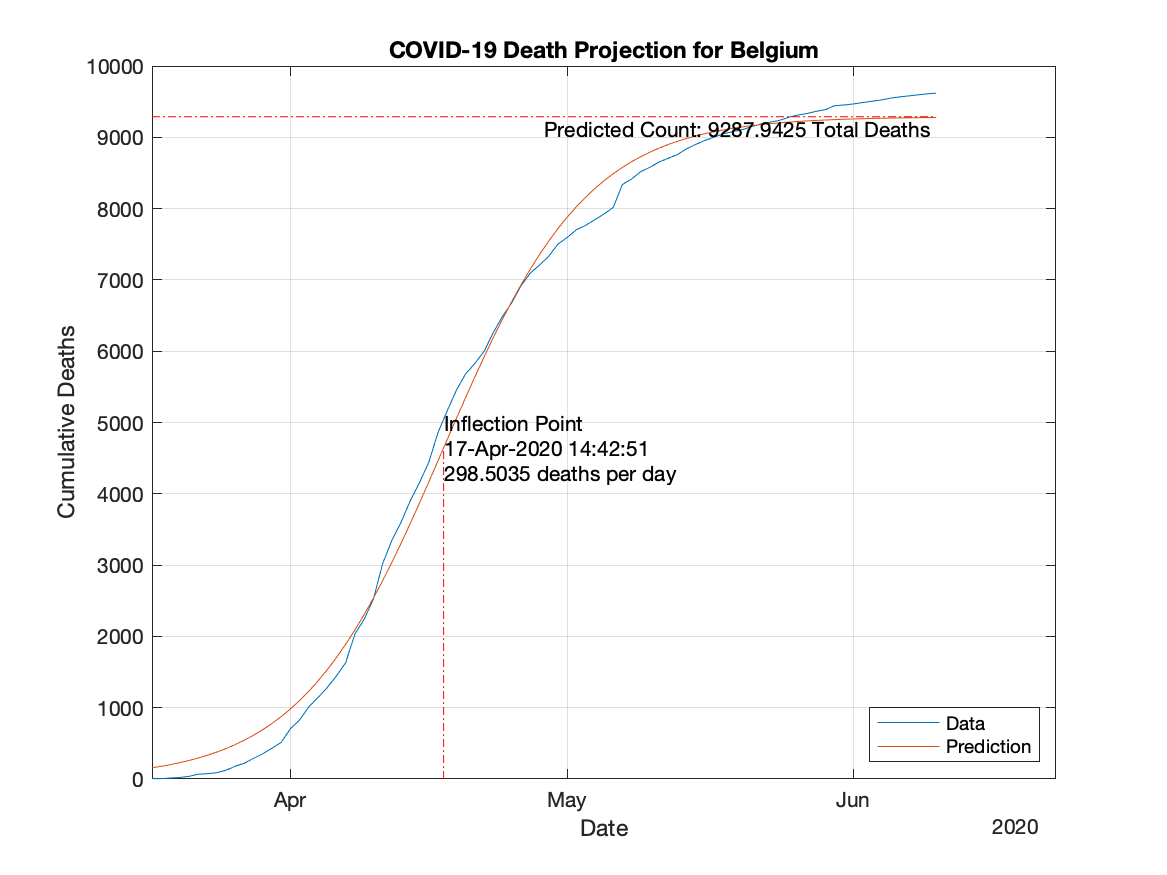 COVID-19 Death Projection for Belgium
10000
9000
8000
7000
6000
5000
4000
3000
2000
1000
0
Cumulative Deaths
Predicted Count: 9287.9425 Total Deaths
Inflection Point
17-Apr-2020 14:42:51
298.5035 deaths per day
Data
Prediction
Apr
May
Jun
Date
2020